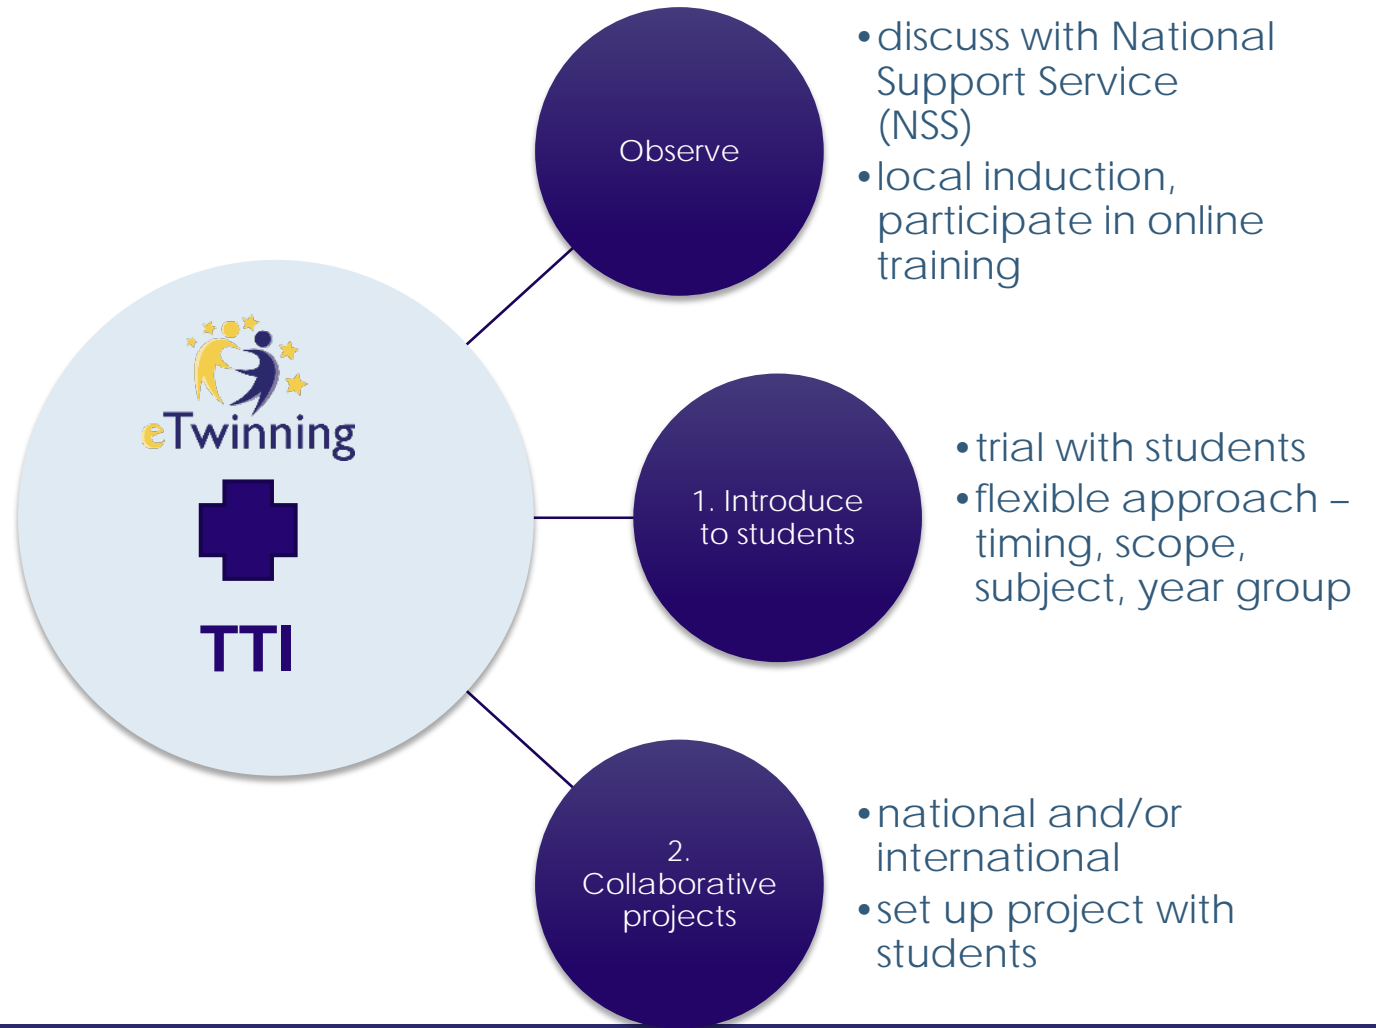 Observe
•discuss with National
Support Service
(NSS)
•local induction,
participate in online
training
eTwinning
TTI
1. Introduce
to students
•trial with students
•flexible approach –
timing, scope,
subject, year group
2.
Collaborative
projects
•national and/or
international
•set up project with
students